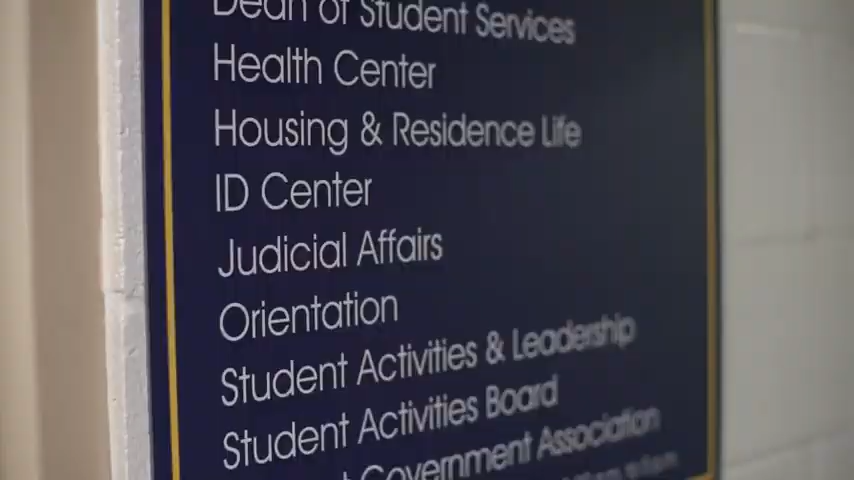 Dean of Student Services
Health Center
Housing & Residence Life
ID Center
Judicial Affairs
Orientation
Student Activities & Leadership
Student Activities Board
Government Association